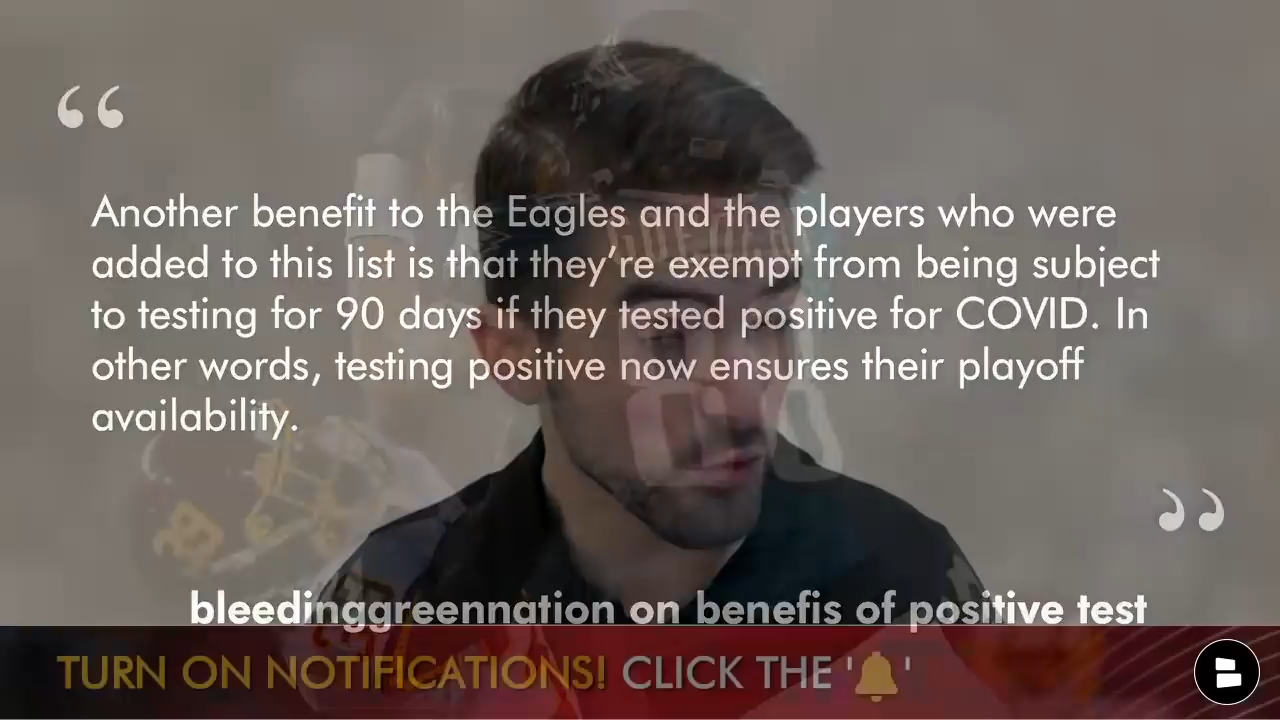 “
Another benefit to the Eagles and the players who were
added to this list is that they’re exempt from being subject
to testing for 90 days if they tested positive for COVID. In
other words, testing positive now ensures their playoff
availability.
”
bleedinggreennation on benefis of positive test
TURN ON NOTIFICATIONS! CLICK THE '🔔'